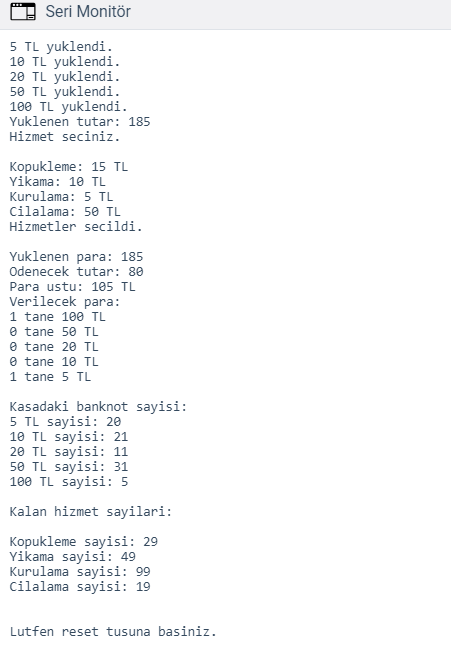 Seri Monitör
5 TL yuklendi.
10 TL yuklendi.
20 TL yuklendi.
50 TL yuklendi.
100 TL yuklendi.
Yuklenen tutar: 185
Hizmet seciniz.
Kopukleme: 15 TL
Yikama: 10 TL
Kurulama: 5 TL
Cilalama: 50 TL
Hizmetler secildi.
Yuklenen para: 185
Odenecek tutar: 80
Para ustu: 105 TL
Verilecek para:
1 tane 100 TL
0 tane 50 TL
0 tane 20 TL
0 tane 10 TL
1 tane 5 TL
Kasadaki banknot sayisi:
5 TL sayisi: 20
10 TL sayisi: 21
20 TL sayisi: 11
50 TL sayisi: 31
100 TL sayisi: 5
Kalan hizmet sayilari:
Kopukleme sayisi: 29
Yikama sayisi: 49
Kurulama sayisi: 99
Cilalama sayisi: 19
Lutfen reset tusuna basiniz.